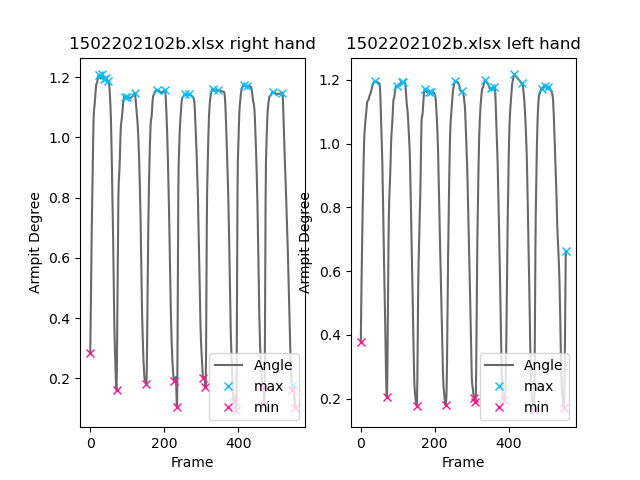 1502202102b.xlsx right hand
1.2
1.0
0.8
0.6
0.4
0.2
Armpit Degree
0
200
400
Frame
Angle
max
min
1502202102b.xlsx left hand
1.2
1.0
0.8
0.6
0.4
0.2
Armpit Degree
0
200
400
Frame
Angle
max
min